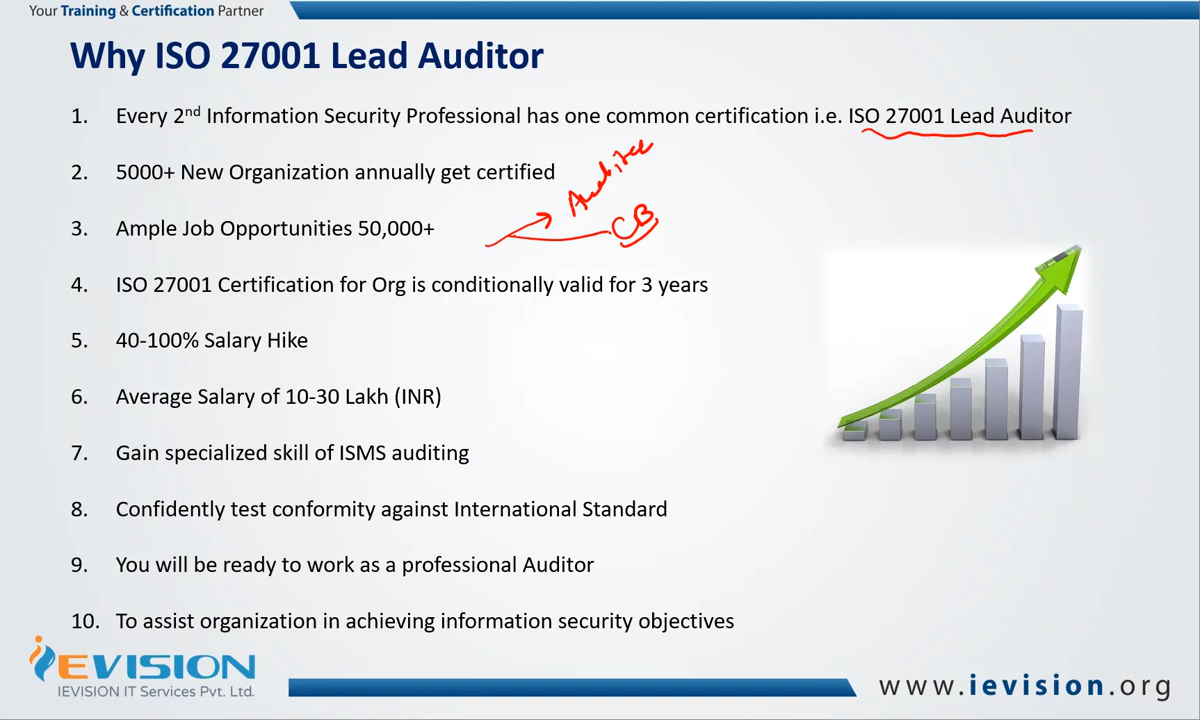 Your Training & Certification Partner
Why ISO 27001 Lead Auditor
1. Every 2nd Information Security Professional has one common certification i.e. ISO 27001 Lead Auditor
2. 5000+ New Organization annually get certified
Auditee
3. Ample Job Opportunities 50,000+
CB
4. ISO 27001 Certification for Org is conditionally valid for 3 years
5. 40-100% Salary Hike
6. Average Salary of 10-30 Lakh (INR)
7. Gain specialized skill of ISMS auditing
8. Confidently test conformity against International Standard
9. You will be ready to work as a professional Auditor
10. To assist organization in achieving information security objectives
iEVISION
IEVISION IT Services Pvt. Ltd.
www.ievision.org